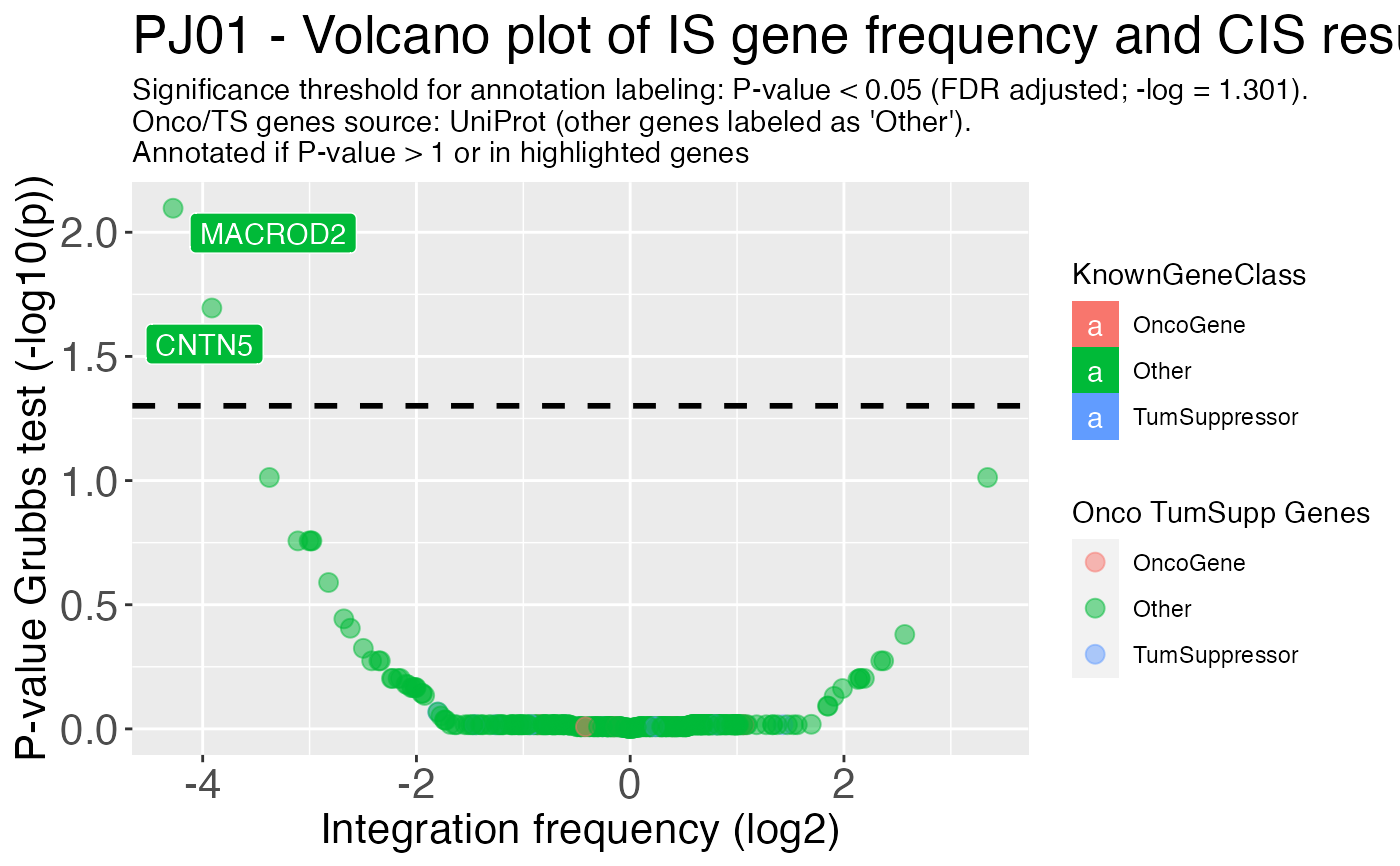 PJ01 - Volcano plot of IS gene frequency and CIS resu
Significance threshold for annotation labeling: P-value < 0.05 (FDR adjusted; -log = 1.301).
Onco/TS genes source: UniProt (other genes labeled as 'Other').
Annotated if P-value > 1 or in highlighted genes
P-value Grubbs test (-log10(p))
2.0
1.5
1.0
0.5
0.0
MACROD2
CNTN5
-4
-2
0
2
Integration frequency (log2)
KnownGeneClass
a OncoGene
a Other
a TumSuppressor
Onco TumSupp Genes
OncoGene
Other
TumSuppressor